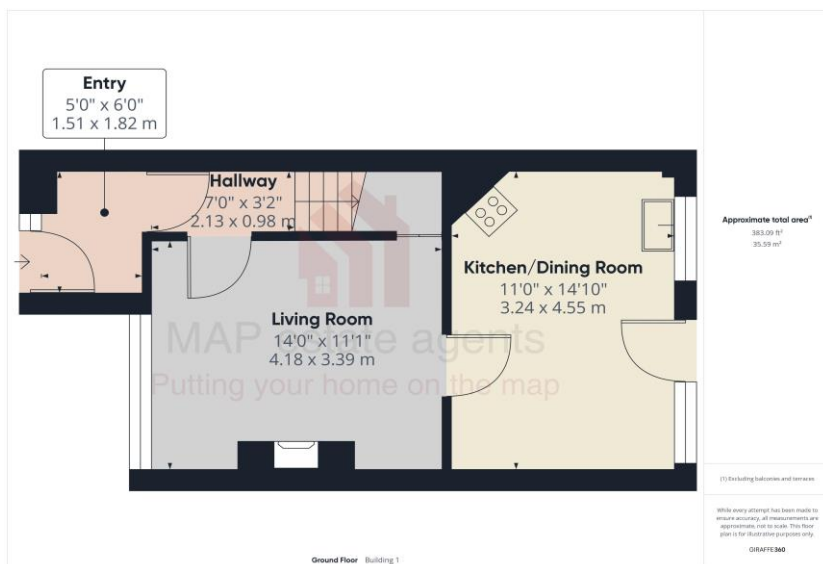 Entry
5'0" x 6'0"
1.51 x 1.82 m
Hallway
7'0" x 3'2"
2.13 x 0.98 m
Kitchen/Dining Room
11'0" x 14'10"
3.24 x 4.55 m
Living Room
14'0" x 11'1"
4.18 x 3.39 m
MAP estate agents
Putting your home on the map
Approximate total area⁽¹⁾
383.09 ft²
35.59 m²
(1) Excluding balconies and terraces
While every attempt has been made to
ensure accuracy, all measurements are
approximate, not to scale. This floor
plan is for illustrative purposes only.
GIRAFFE360
Ground Floor Building 1